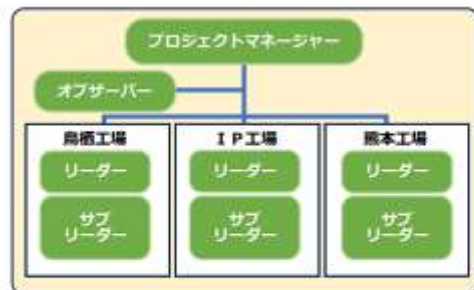 プロジェクトマネージャー
オブザーバー
鳥栖工場
ＩＰ工場
熊本工場
リーダー
リーダー
リーダー
サブ
リーダー
サブ
リーダー
サブ
リーダー